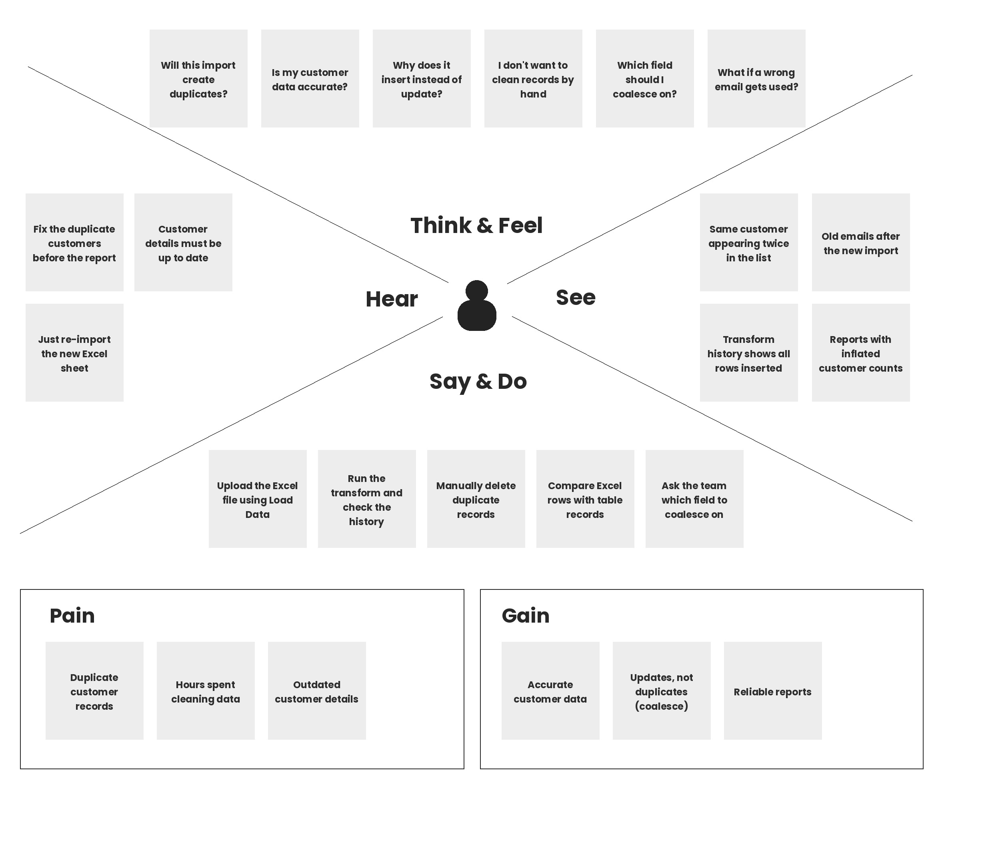 Will this import
create
duplicates?
Is my customer
data accurate?
Why does it
insert instead of
update?
I don't want to
clean records by
hand
Which field
should I
coalesce on?
What if a wrong
email gets used?
Think & Feel
Fix the duplicate
customers
before the report
Customer
details must be
up to date
Just re-import
the new Excel
sheet
Hear
See
Same customer
appearing twice
in the list
Old emails after
the new import
Transform
history shows all
rows inserted
Reports with
inflated
customer counts
Say & Do
Upload the Excel
file using Load
Data
Run the
transform and
check the
history
Manually delete
duplicate
records
Compare Excel
rows with table
records
Ask the team
which field to
coalesce on
Pain
Duplicate
customer
records
Hours spent
cleaning data
Outdated
customer details
Gain
Accurate
customer data
Updates, not
duplicates
(coalesce)
Reliable reports